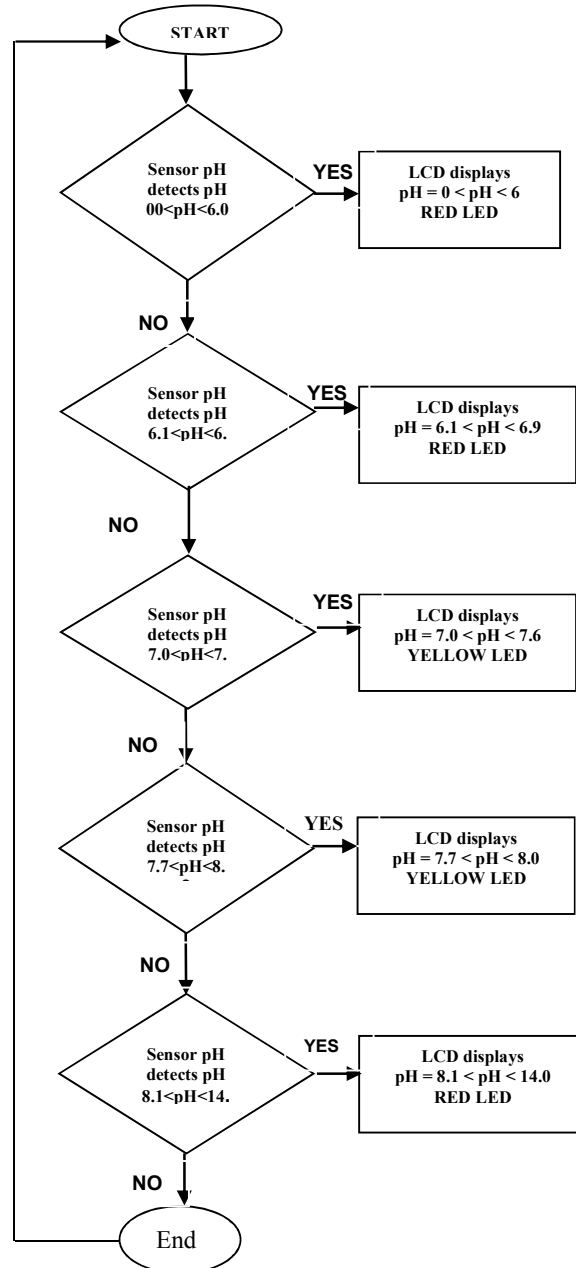 START
Sensor pH
detects pH
00<pH<6.0
YES
LCD displays
pH = 0 < pH < 6
RED LED
NO
Sensor pH
detects pH
6.1<pH<6.
YES
LCD displays
pH = 6.1 < pH < 6.9
RED LED
NO
Sensor pH
detects pH
7.0<pH<7.
YES
LCD displays
pH = 7.0 < pH < 7.6
YELLOW LED
NO
Sensor pH
detects pH
7.7<pH<8.
YES
LCD displays
pH = 7.7 < pH < 8.0
YELLOW LED
NO
Sensor pH
detects pH
8.1<pH<14.
YES
LCD displays
pH = 8.1 < pH < 14.0
RED LED
NO
End